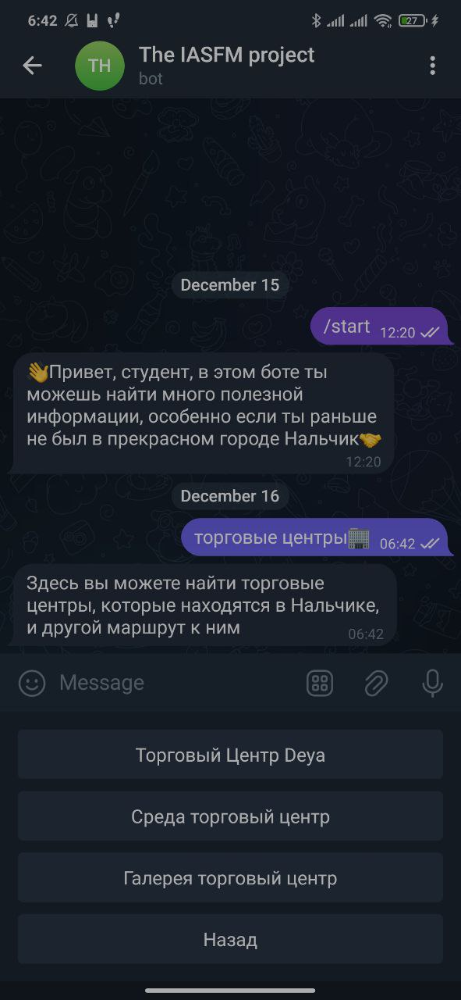 6:42
27
TH
The IASFM project
bot
December 15
/start 12:20
👋Привет, студент, в этом боте ты
можешь найти много полезной
информации, особенно если ты раньше
не был в прекрасном городе Нальчик🤝
12:20
December 16
торговые центры🏢 06:42
Здесь вы можете найти торговые
центры, которые находятся в Нальчике,
и другой маршрут к ним
06:42
Message
Торговый Центр Deya
Среда торговый центр
Галерея торговый центр
Назад